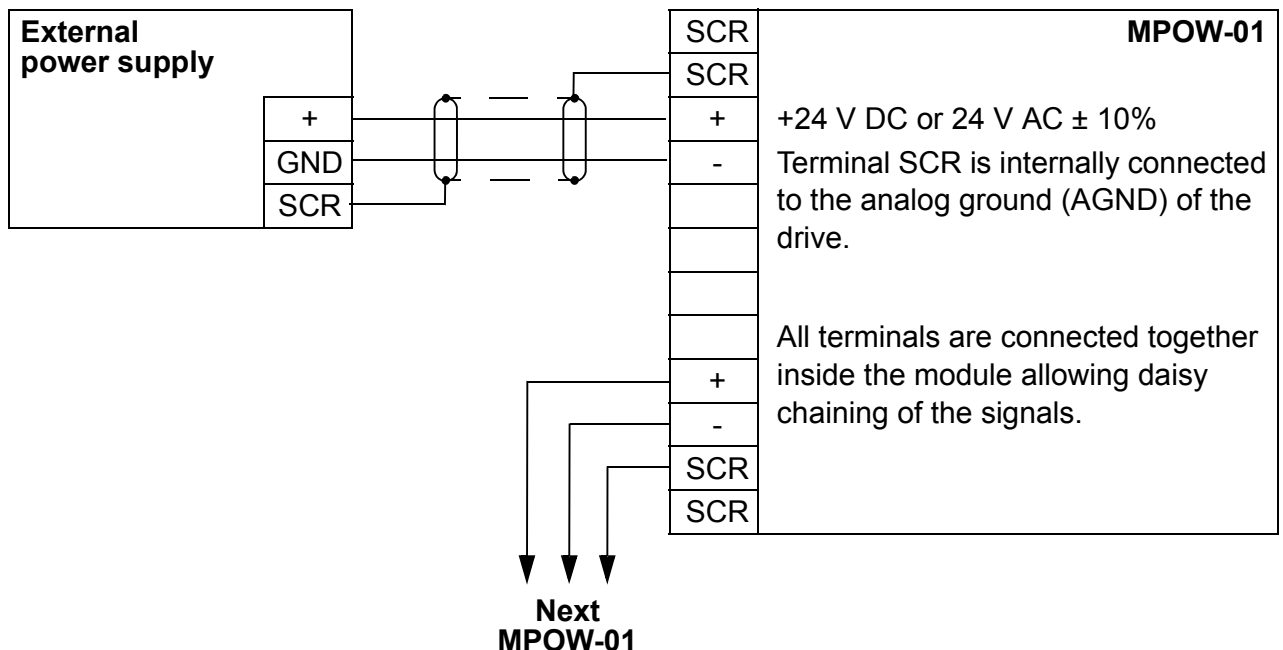 External
power supply
+
GND
SCR
SCR
SCR
+
-
+
-
SCR
SCR
MPOW-01
+24 V DC or 24 V AC ± 10%
Terminal SCR is internally connected
to the analog ground (AGND) of the
drive.
All terminals are connected together
inside the module allowing daisy
chaining of the signals.
Next
MPOW-01